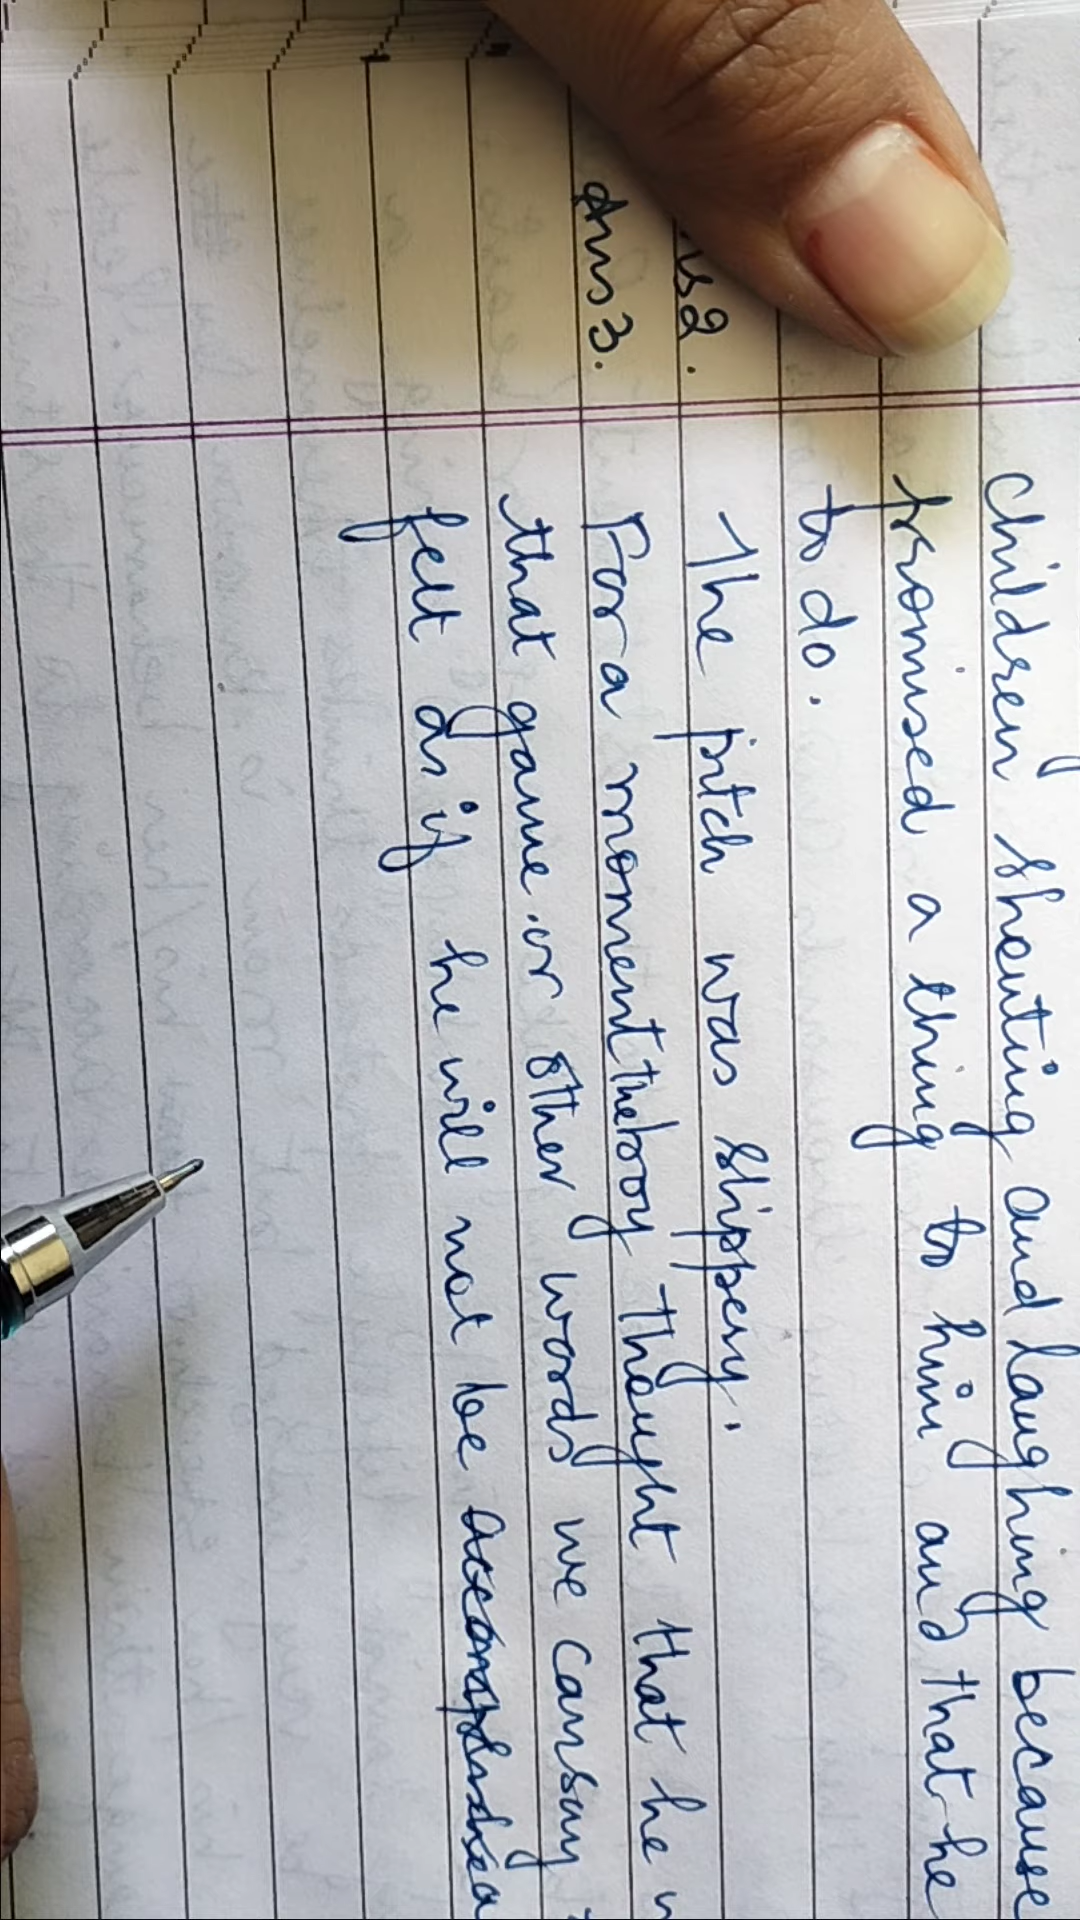 children shouting and laughing because
promised a thing to him and that he
to do.
ns2. The pitch was slippery.
Ans3. For a moment the boy thought that he
that game or other words we can say
felt as if he will not be